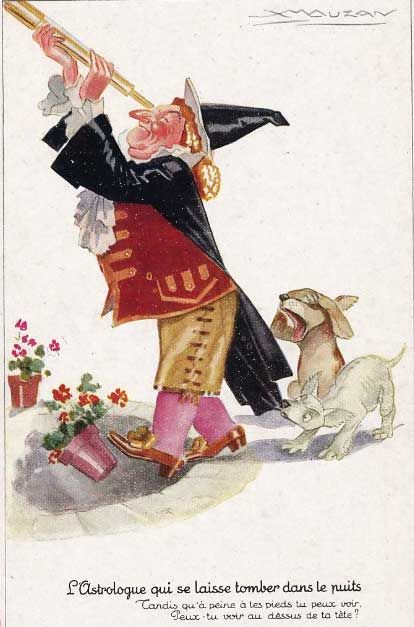 L. MAUZAN
L'Astrologue qui se laisse tomber dans le puits
Tandis qu'à peine à tes pieds tu peux voir,
Peux-tu voir au dessus de ta tête ?